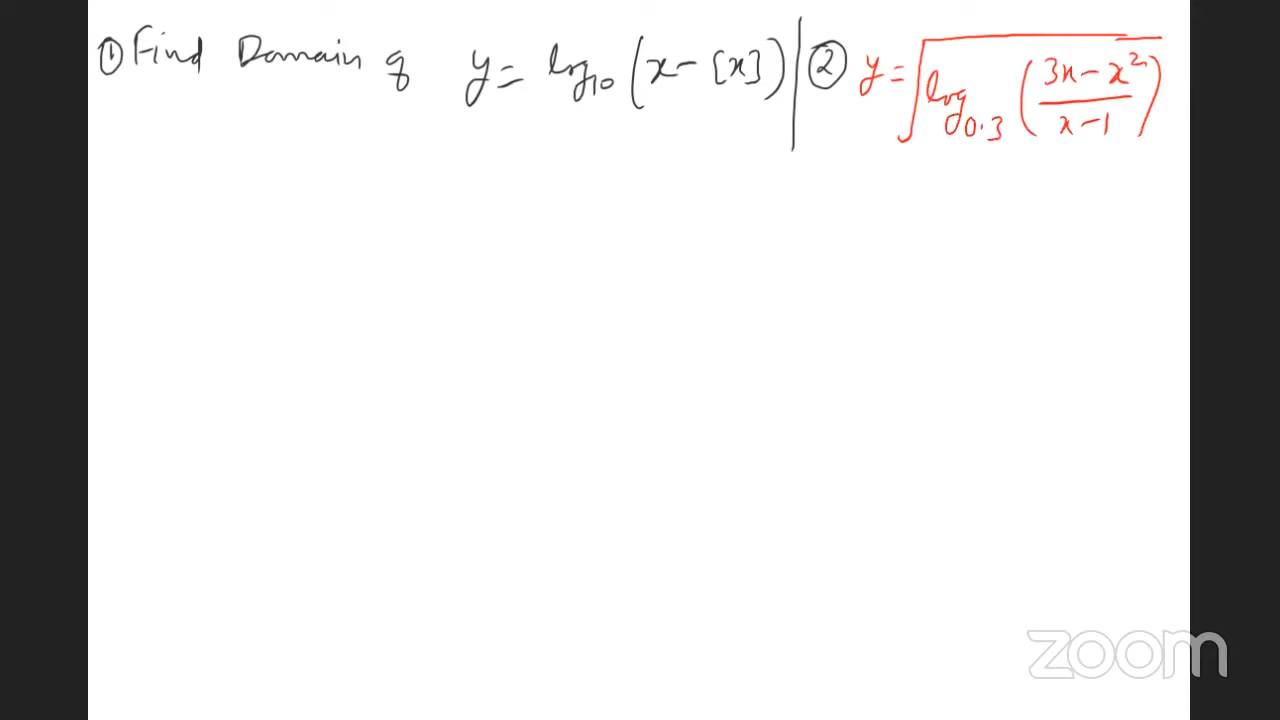 ① Find Domain of y = log₁₀ (x - [x]) | ② y = √(log₀.₃ ((3x - x²)/(x - 1)))
zoom